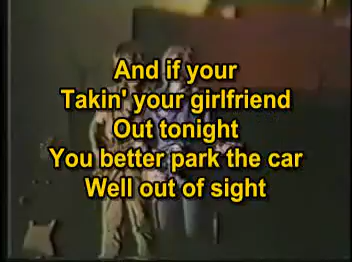 And if your
Takin' your girlfriend
Out tonight
You better park the car
Well out of sight